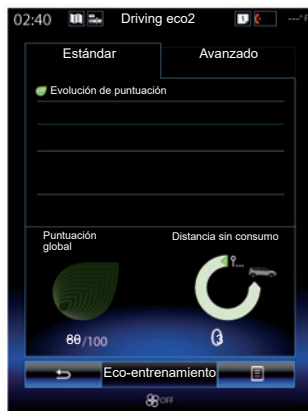 02:40 Driving eco2 ---°F
Estándar Avanzado
Evolución de puntuación
Puntuación
global
Distancia sin consumo
/100
Eco-entrenamiento
OFF